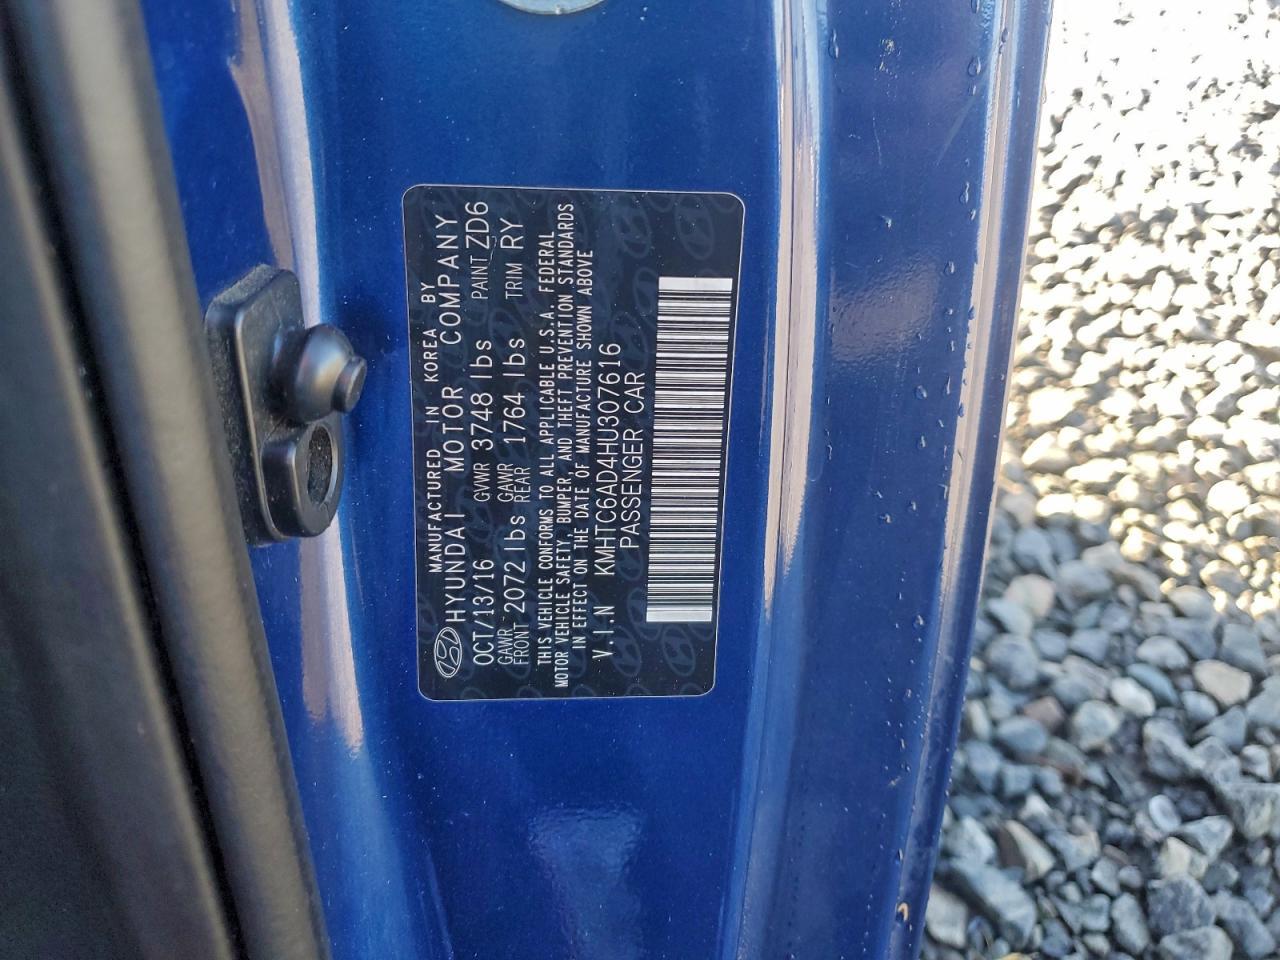 MANUFACTURED IN KOREA BY
HYUNDAI MOTOR COMPANY
OCT/13/16 GVWR 3748 lbs PAINT ZD6
GAWR FRONT 2072 lbs GAWR REAR 1764 lbs TRIM RY
THIS VEHICLE CONFORMS TO ALL APPLICABLE U.S.A. FEDERAL
MOTOR VEHICLE SAFETY, BUMPER, AND THEFT PREVENTION STANDARDS
IN EFFECT ON THE DATE OF MANUFACTURE SHOWN ABOVE
V.I.N KMHTC6AD4HU307616
PASSENGER CAR